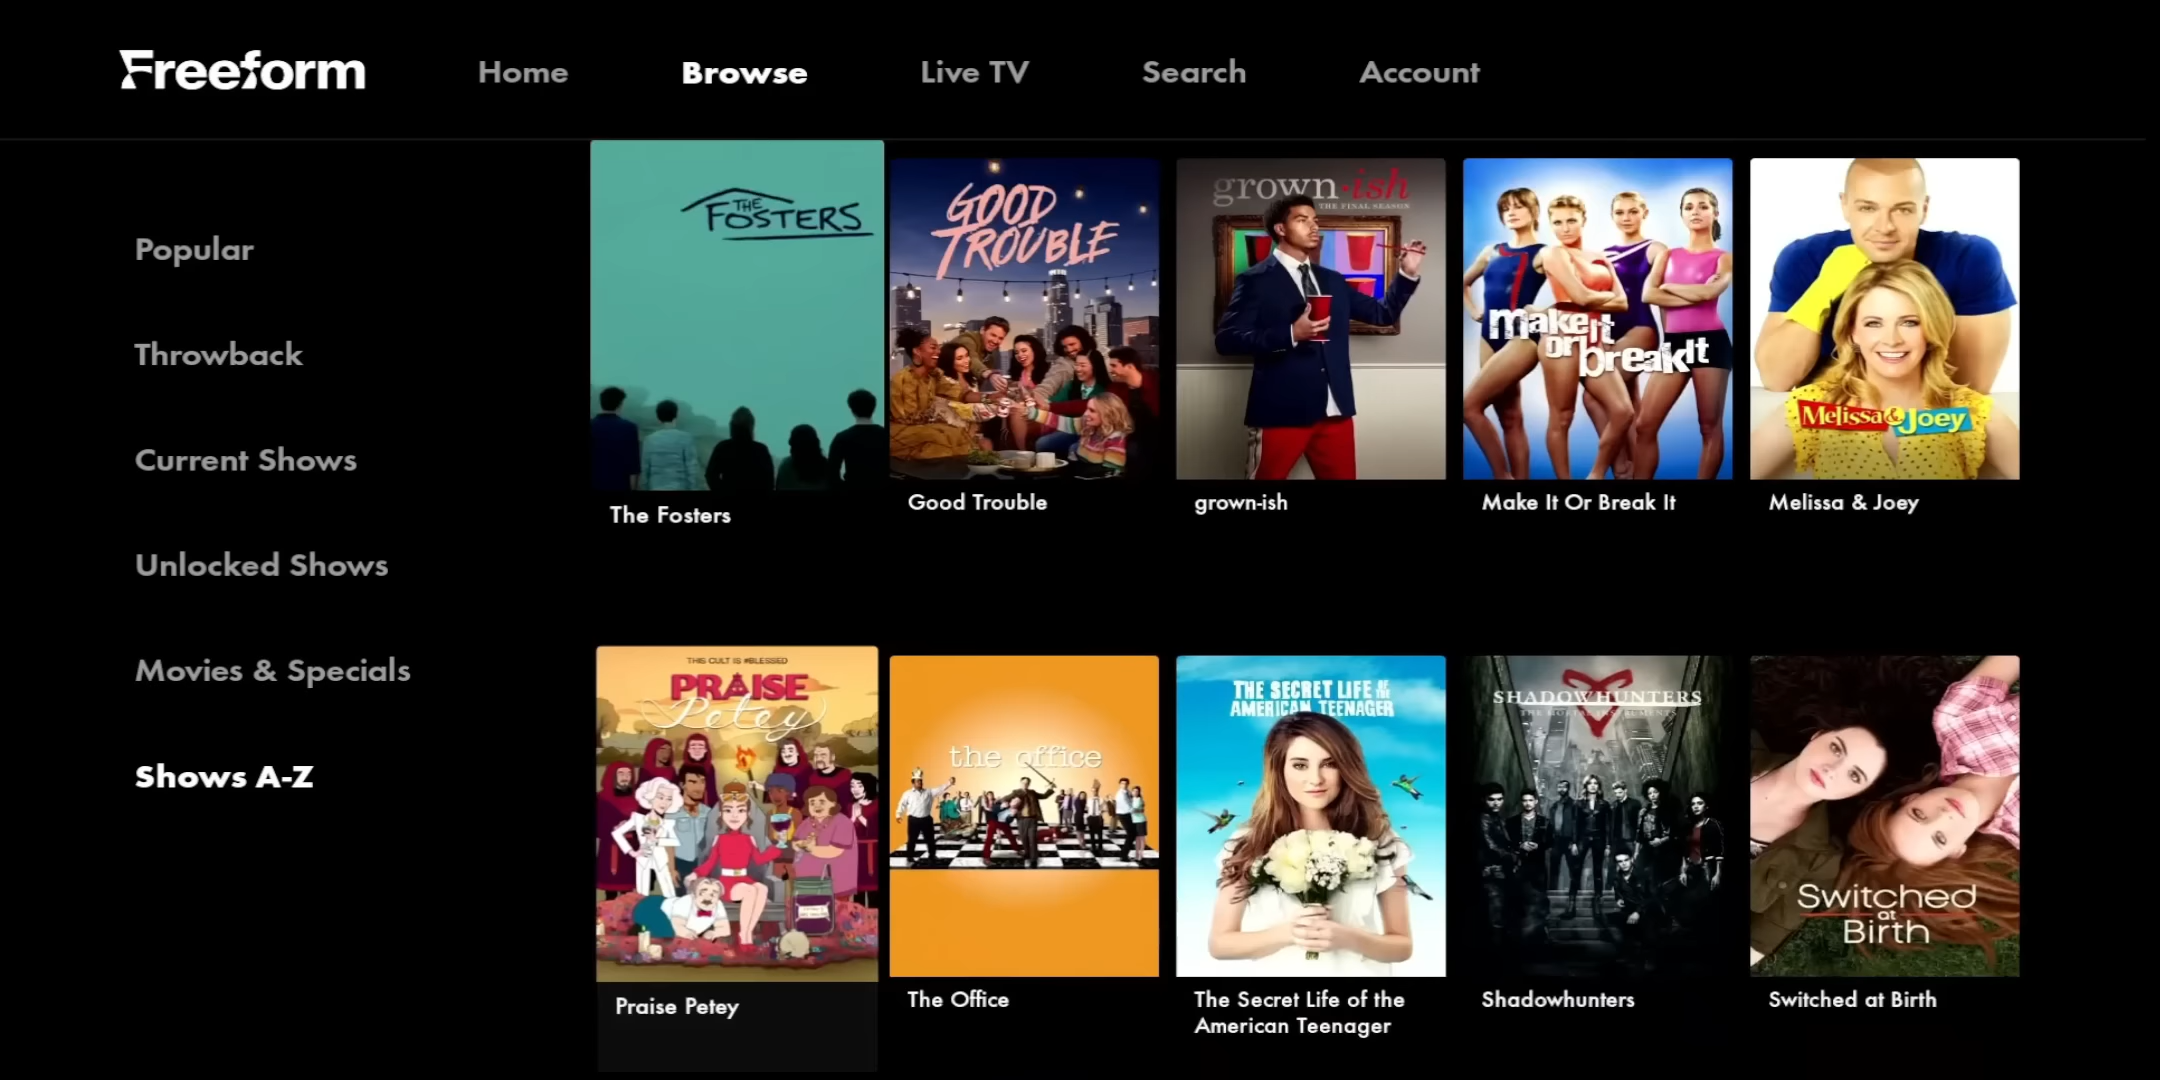 Freeform
Home
Browse
Live TV
Search
Account
Popular
Throwback
Current Shows
Unlocked Shows
Movies & Specials
Shows A-Z
THE
FOSTERS
The Fosters
GOOD
TROUBLE
Good Trouble
grown-ish
THE FINAL SEASON
grown-ish
make It
or breakIt
Make It Or Break It
Melissa & Joey
Melissa & Joey
THIS CULT IS #BLESSED
PRAISE
Petey
Praise Petey
the office
The Office
THE SECRET LIFE OF THE
AMERICAN TEENAGER
The Secret Life of the
American Teenager
SHADOWHUNTERS
THE MORTAL INSTRUMENTS
Shadowhunters
Switched
at
Birth
Switched at Birth